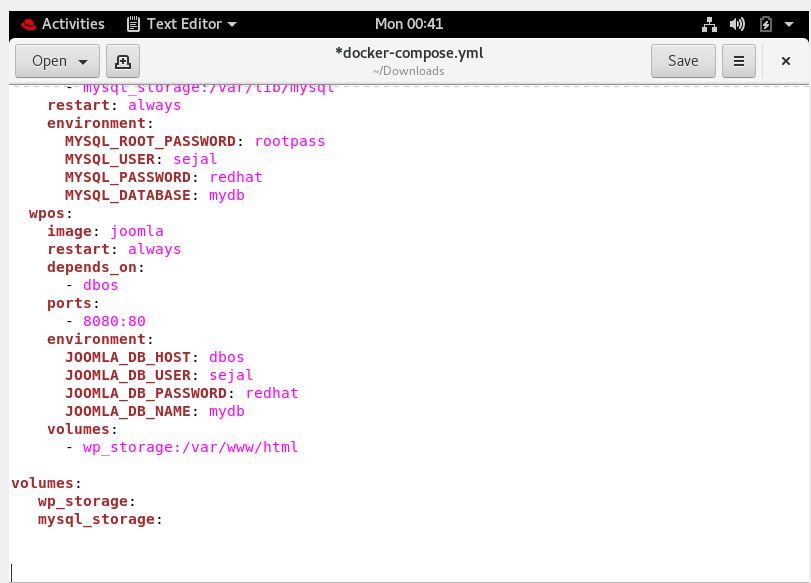 Activities Text Editor Mon 00:41
Open *docker-compose.yml Save
~/Downloads
- mysql_storage:/var/lib/mysql
restart: always
environment:
MYSQL_ROOT_PASSWORD: rootpass
MYSQL_USER: sejal
MYSQL_PASSWORD: redhat
MYSQL_DATABASE: mydb
wpos:
image: joomla
restart: always
depends_on:
- dbos
ports:
- 8080:80
environment:
JOOMLA_DB_HOST: dbos
JOOMLA_DB_USER: sejal
JOOMLA_DB_PASSWORD: redhat
JOOMLA_DB_NAME: mydb
volumes:
- wp_storage:/var/www/html
volumes:
wp_storage:
mysql_storage: